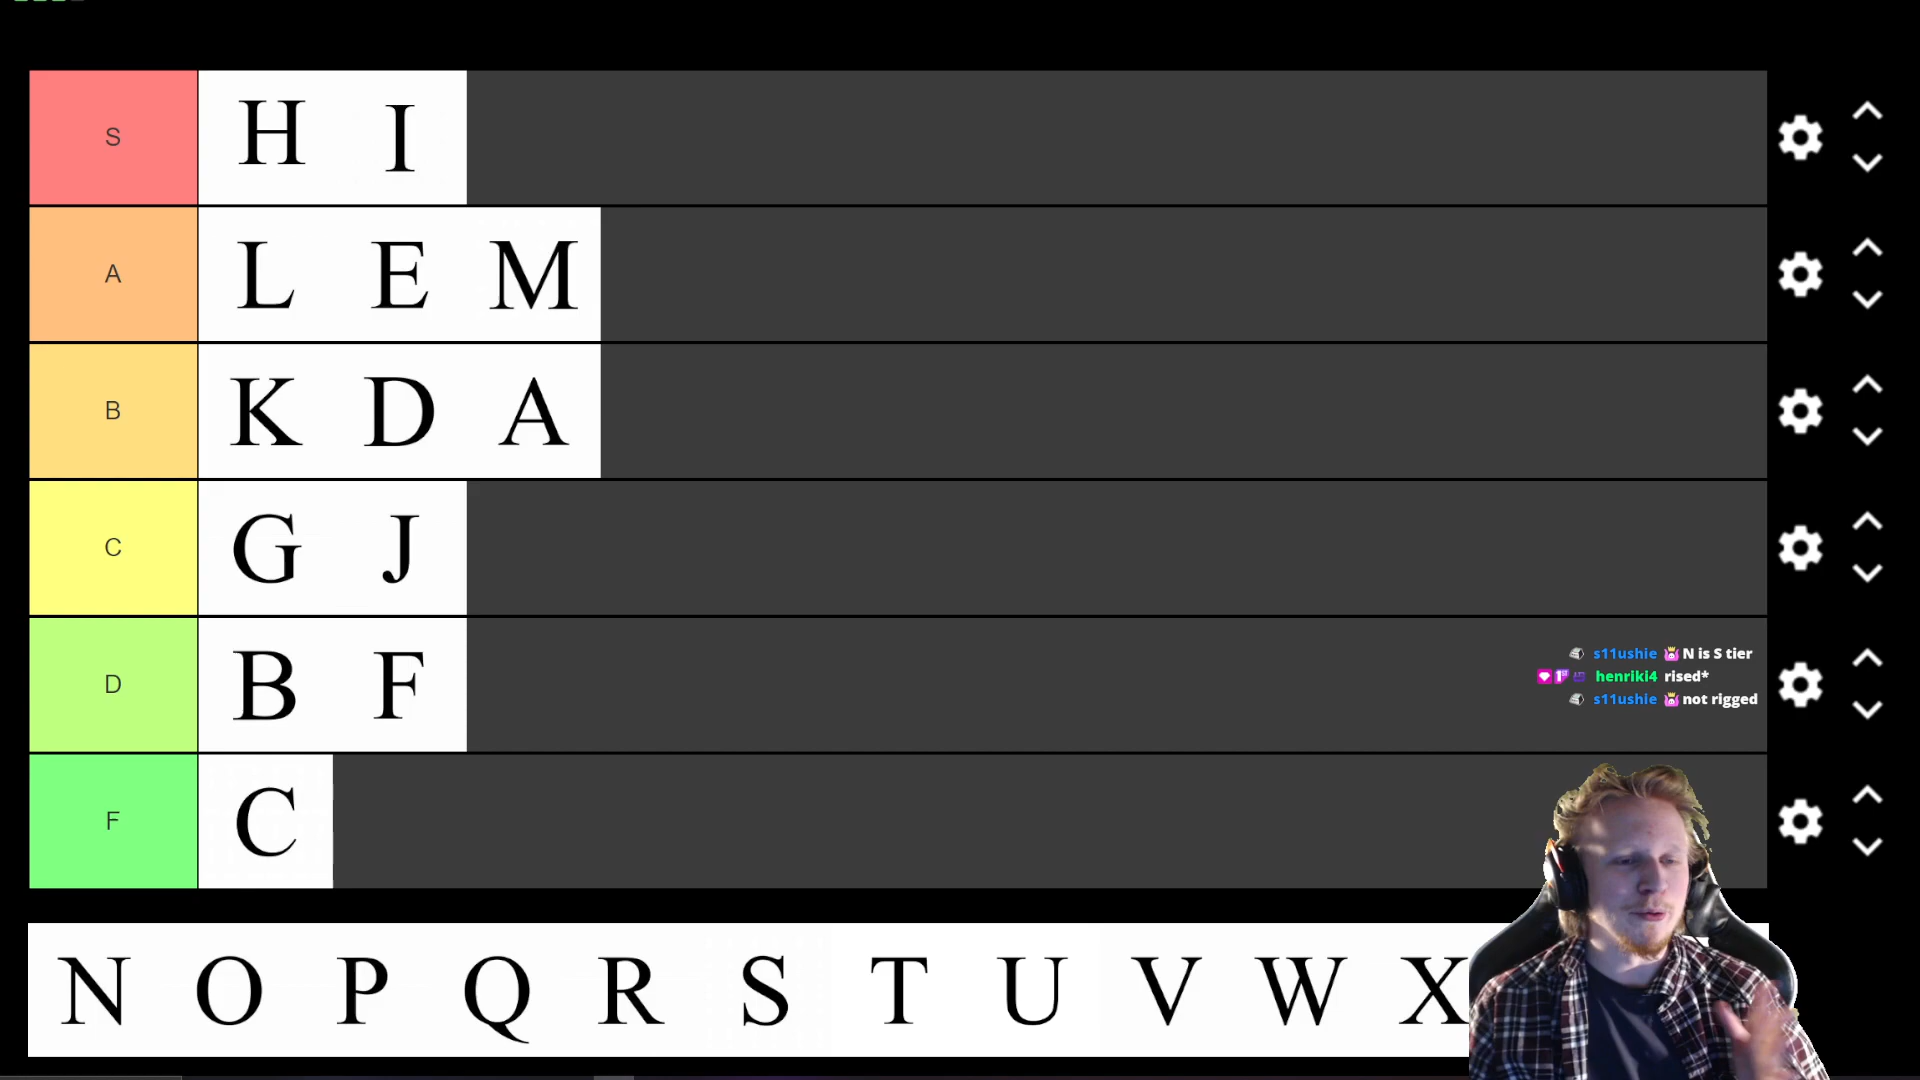 S H I
A L E M
B K D A
C G J
D B F
s11ushie N is S tier
henriki4 rised*
s11ushie not rigged
F C
N O P Q R S T U V W X